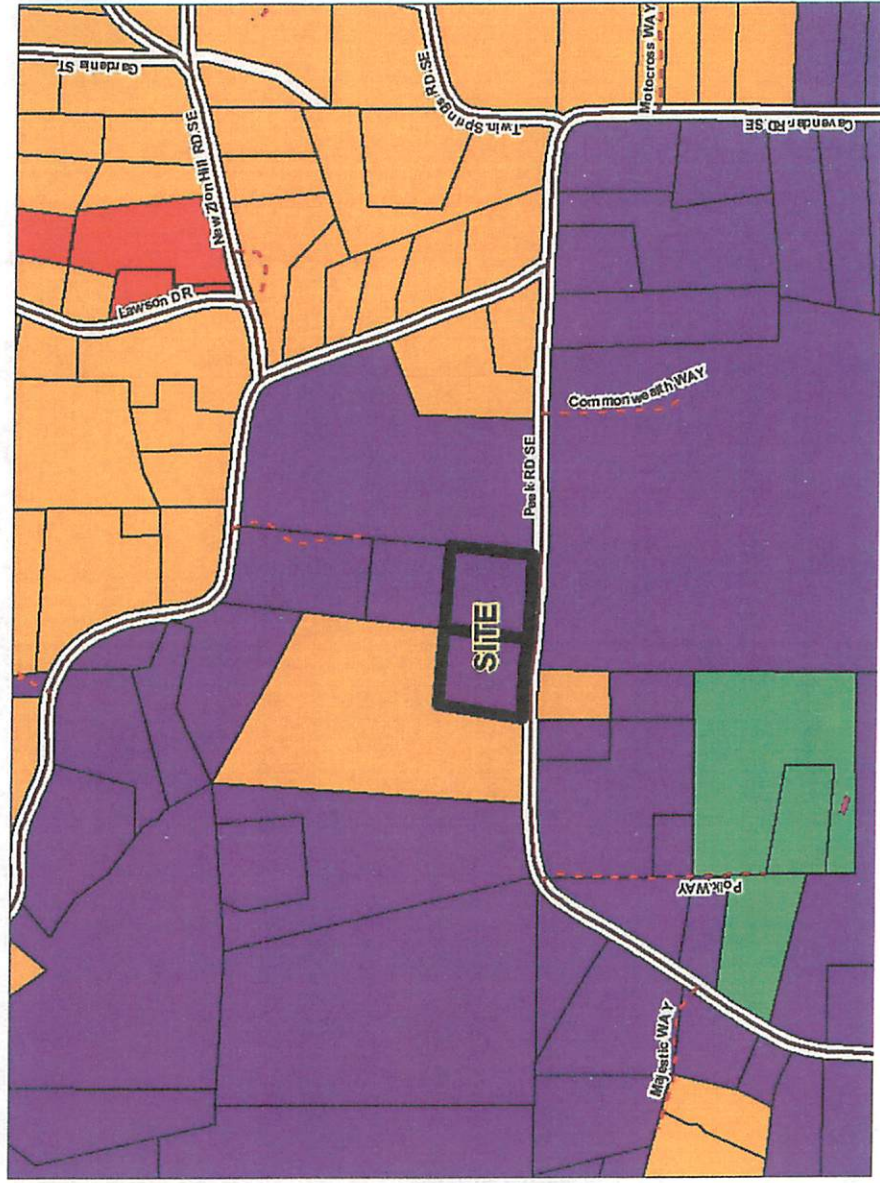 Gardenia ST
New Zion Hill RD.SE
Lawson DR
Twin.Springs.RD.SE
Motocross WAY
Cavender.RD.SE
Commonwealth WAY
Peek RD.SE
SITE
Polk WAY
Majestic WAY